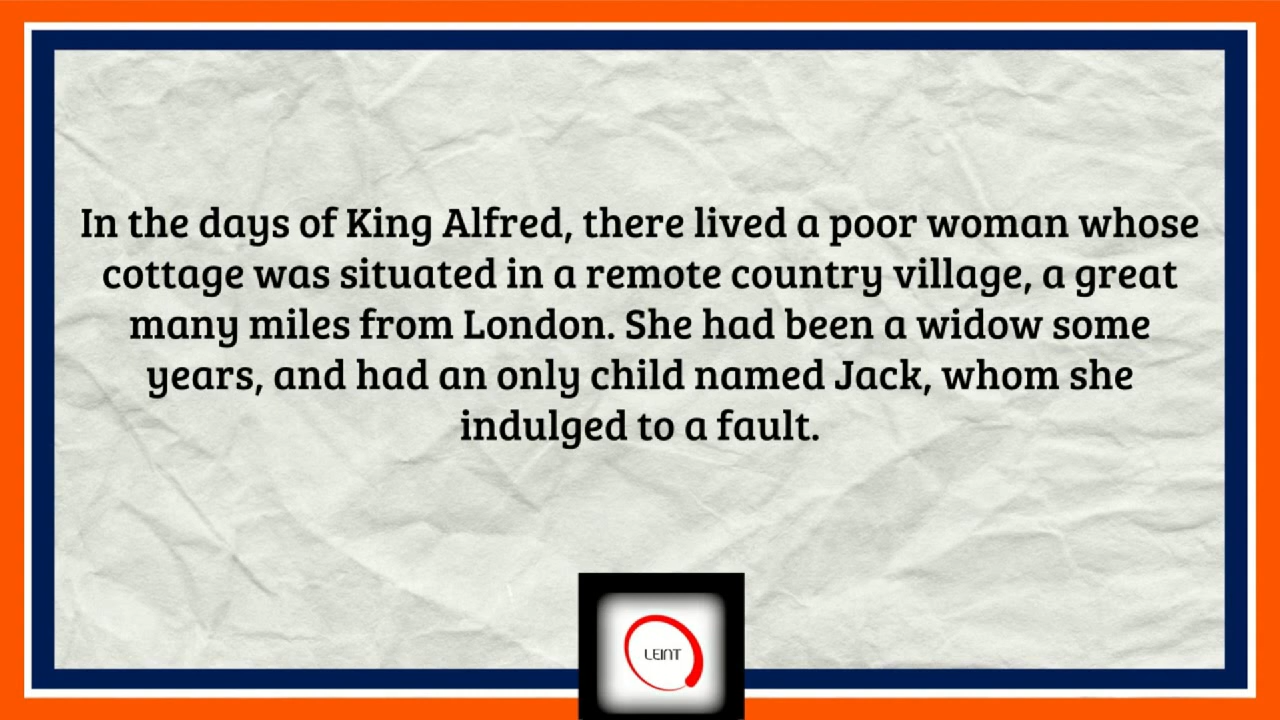 In the days of King Alfred, there lived a poor woman whose
cottage was situated in a remote country village, a great
many miles from London. She had been a widow some
years, and had an only child named Jack, whom she
indulged to a fault.
LEINT